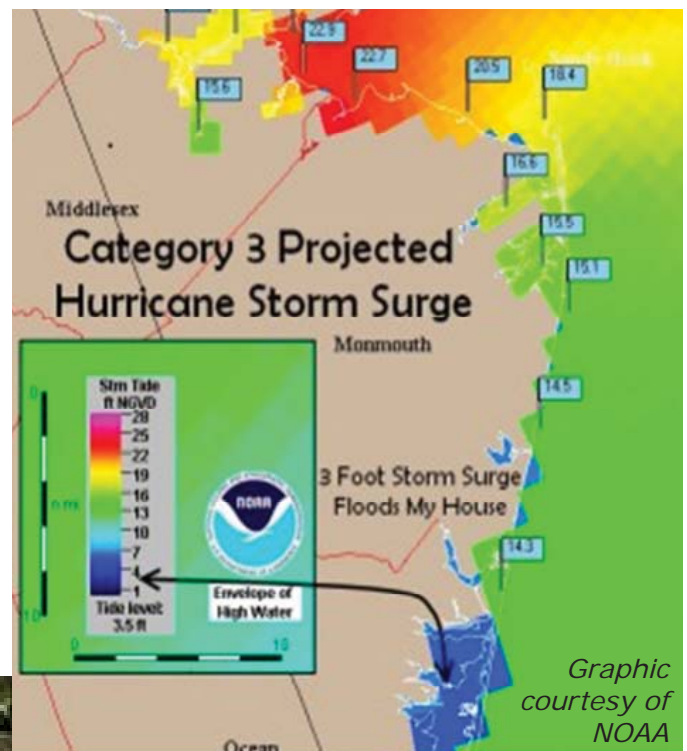 22.9
22.7
20.5
18.4
15.6
16.6
Middlesex
Category 3 Projected
Hurricane Storm Surge
15.5
15.1
Monmouth
Stm Tide
ft NGVD
28
25
22
19
16
13
10
7
4
1
Tide level:
3.5 ft
0
n mi
10
0
10
NOAA
Envelope of
High Water
14.5
3 Foot Storm Surge
Floods My House
14.3
Ocean
Graphic
courtesy of
NOAA